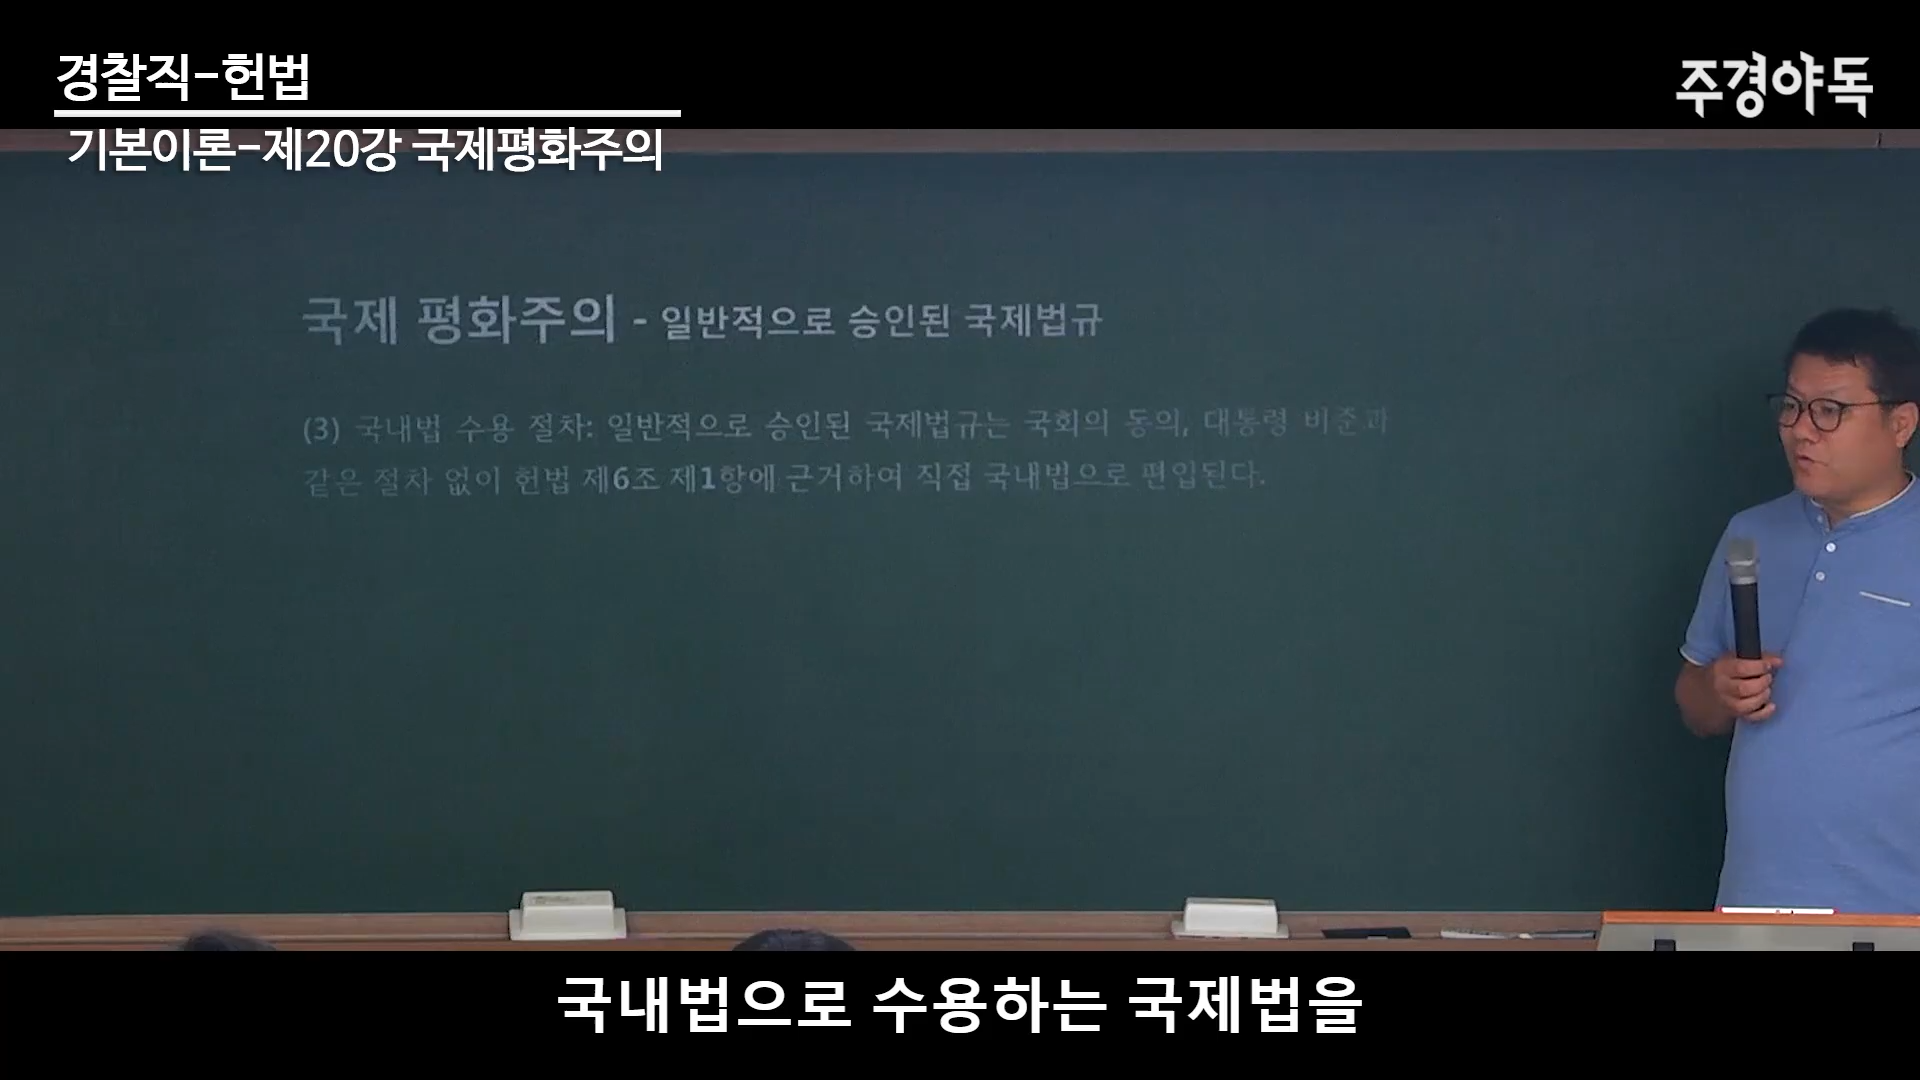 경찰직-헌법
주경야독
기본이론-제20강 국제평화주의
국제 평화주의 - 일반적으로 승인된 국제법규
(3) 국내법 수용 절차: 일반적으로 승인된 국제법규는 국회의 동의, 대통령 비준과
같은 절차 없이 헌법 제6조 제1항에 근거하여 직접 국내법으로 편입된다.
국내법으로 수용하는 국제법을